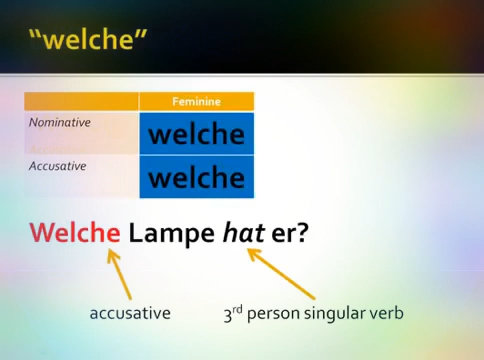 “welche”
Feminine
Nominative
welche
Accusative
welche
Welche Lampe hat er?
accusative
3rd person singular verb